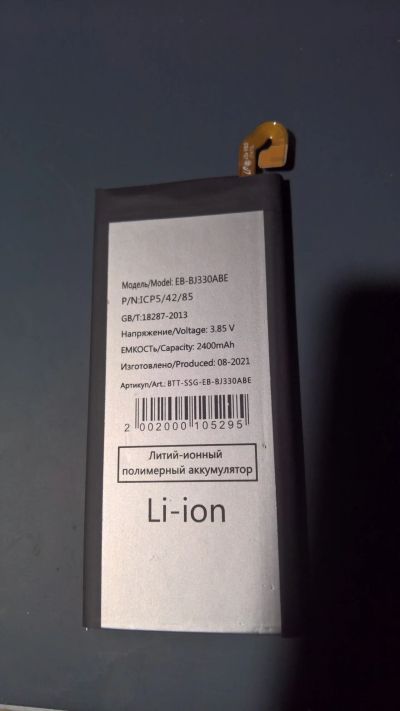 Модель/Model: EB-BJ330ABE
P/N:ICP5/42/85
GB/T:18287-2013
Напряжение/Voltage: 3.85 V
ЕМКОСТЬ/Capacity: 2400mAh
Изготовлено/Produced: 08-2021
Артикул/Art.: BTT-SSG-EB-BJ330ABE
2 002000 105295
Литий-ионный
полимерный аккумулятор
Li-ion